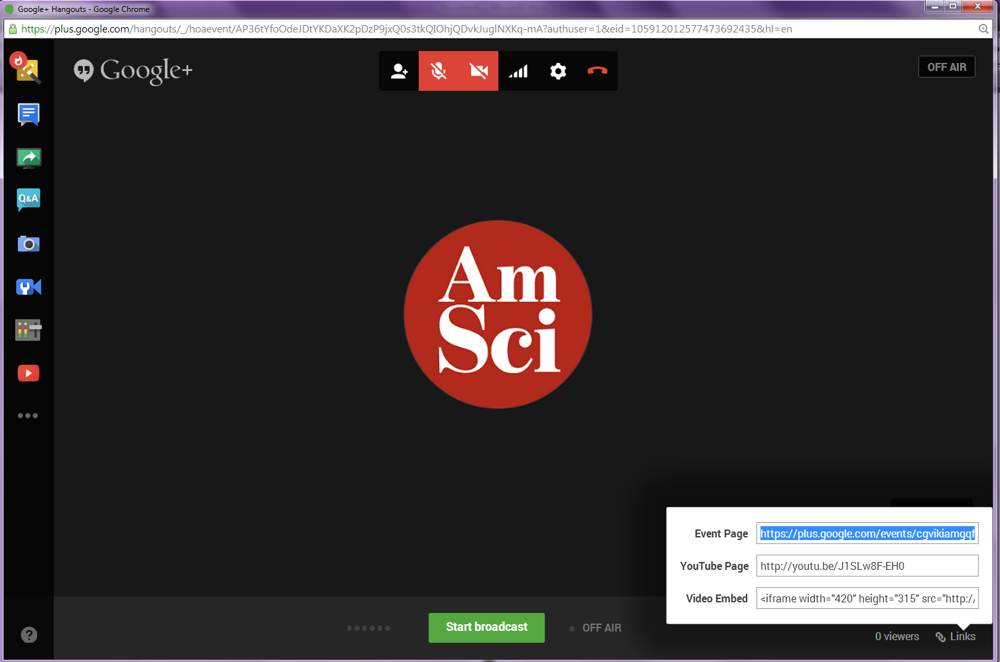 Google+ Hangouts - Google Chrome
https://plus.google.com/hangouts/_/hoaevent/AP36tYfoOdeJDtYKDaXK2pDzP9jxQ0s3tkQIOhjQDvkJuglNXKq-mA?authuser=1&eid=105912012577473692435&hl=en
Google+
OFF AIR
Q&A
Am
Sci
Event Page https://plus.google.com/events/cgvikiamgqf
YouTube Page http://youtu.be/J1SLw8F-EH0
Video Embed <iframe width="420" height="315" src="http:/
Start broadcast
OFF AIR
0 viewers
Links
?